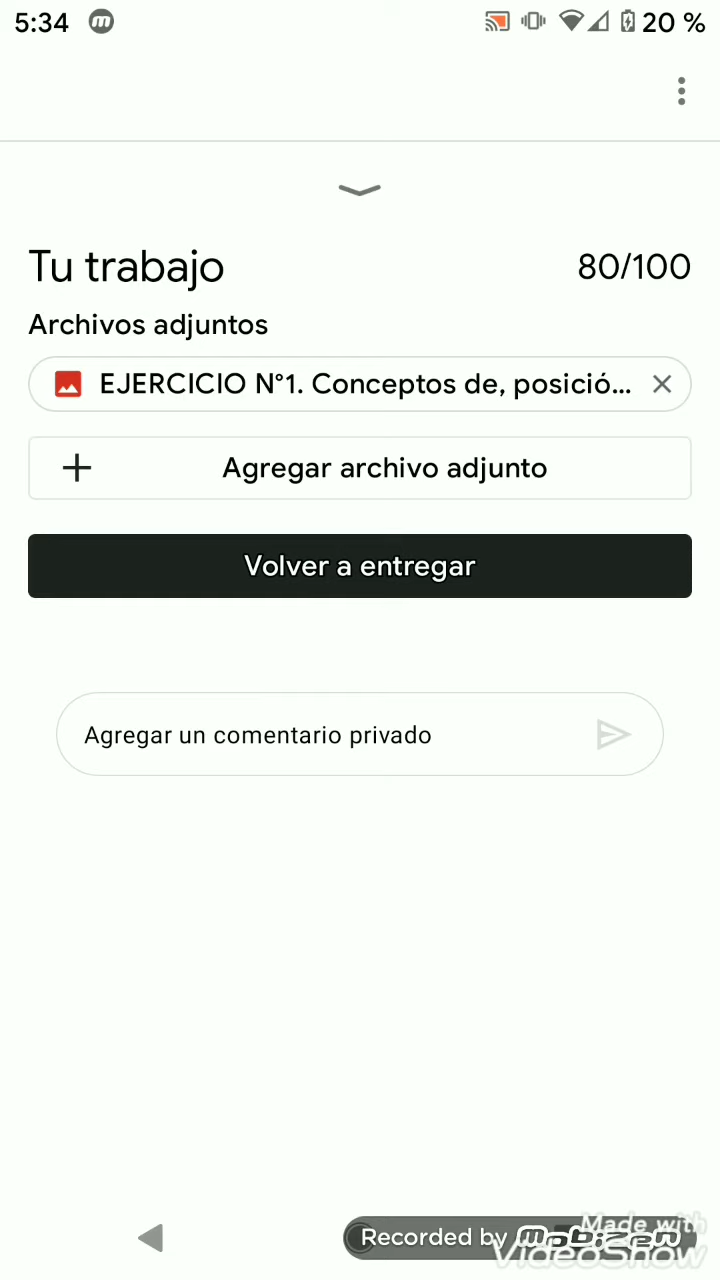 5:34 m 20 %
Tu trabajo 80/100
Archivos adjuntos
EJERCICIO N°1. Conceptos de, posició...
Agregar archivo adjunto
Volver a entregar
Agregar un comentario privado
Made with
Recorded by mobizen
VideoShow